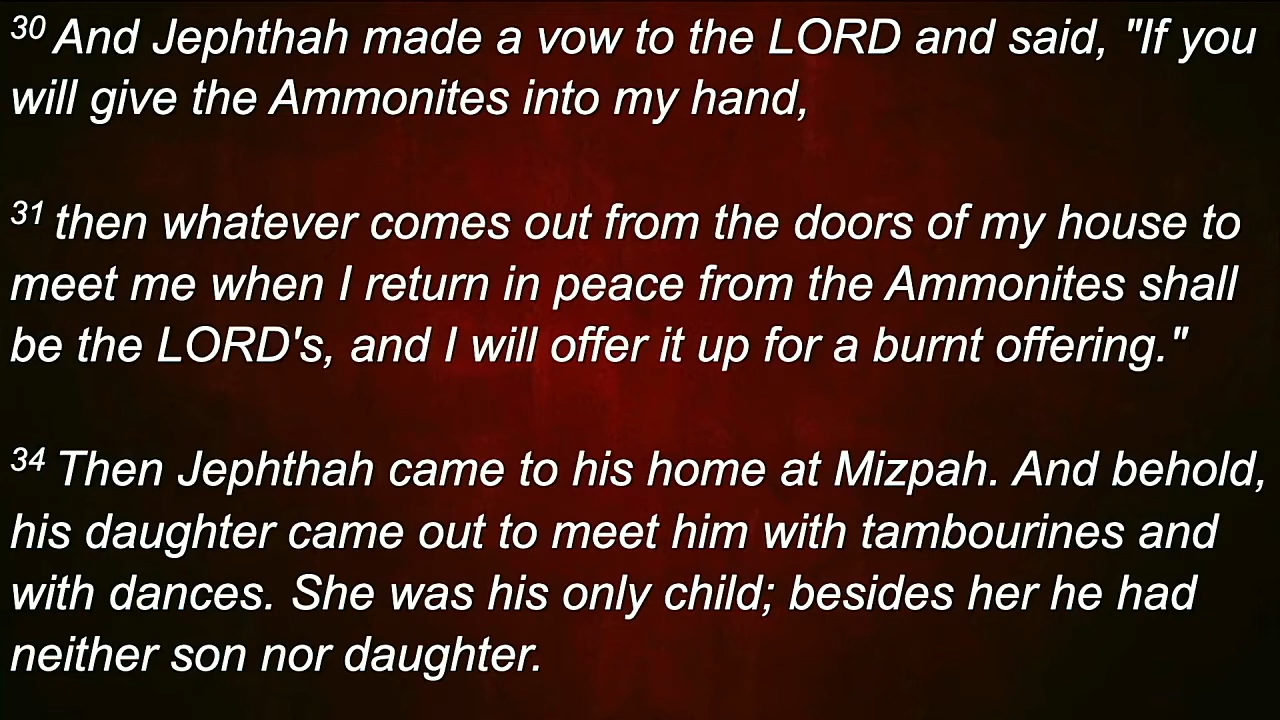 30 And Jephthah made a vow to the LORD and said, "If you
will give the Ammonites into my hand,
31 then whatever comes out from the doors of my house to
meet me when I return in peace from the Ammonites shall
be the LORD's, and I will offer it up for a burnt offering."
34 Then Jephthah came to his home at Mizpah. And behold,
his daughter came out to meet him with tambourines and
with dances. She was his only child; besides her he had
neither son nor daughter.